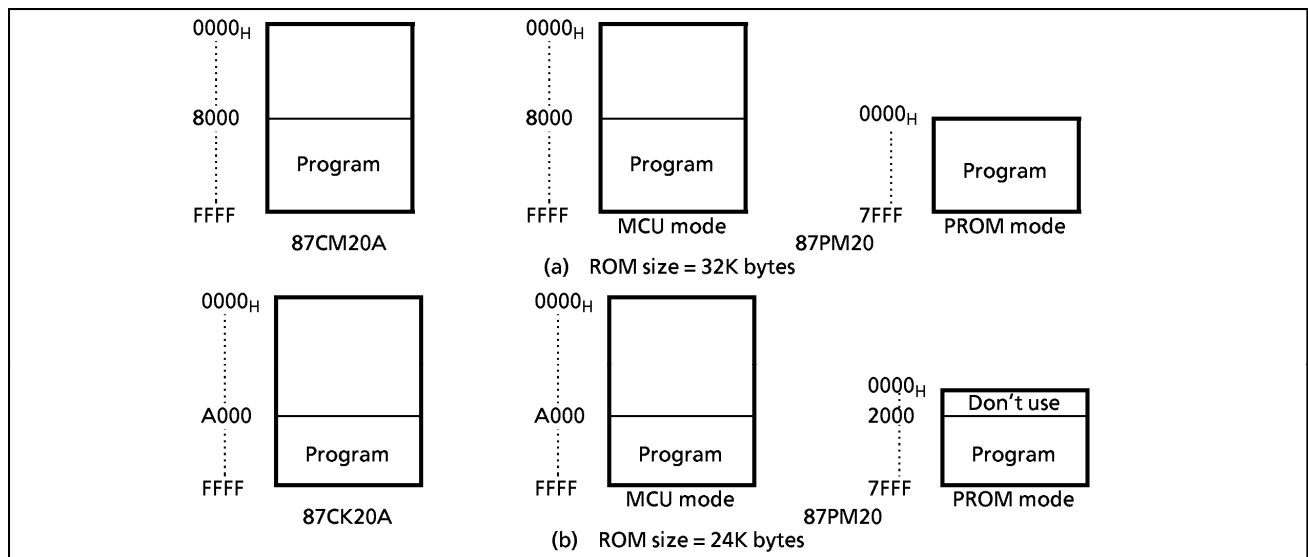 0000H 0000H
8000 8000 0000H
Program Program Program
FFFF FFFF 7FFF
MCU mode PROM mode
87CM20A 87PM20
(a) ROM size = 32K bytes
0000H 0000H
0000H
Don't use
A000 A000 2000
Program Program Program
FFFF FFFF 7FFF
MCU mode PROM mode
87CK20A 87PM20
(b) ROM size = 24K bytes